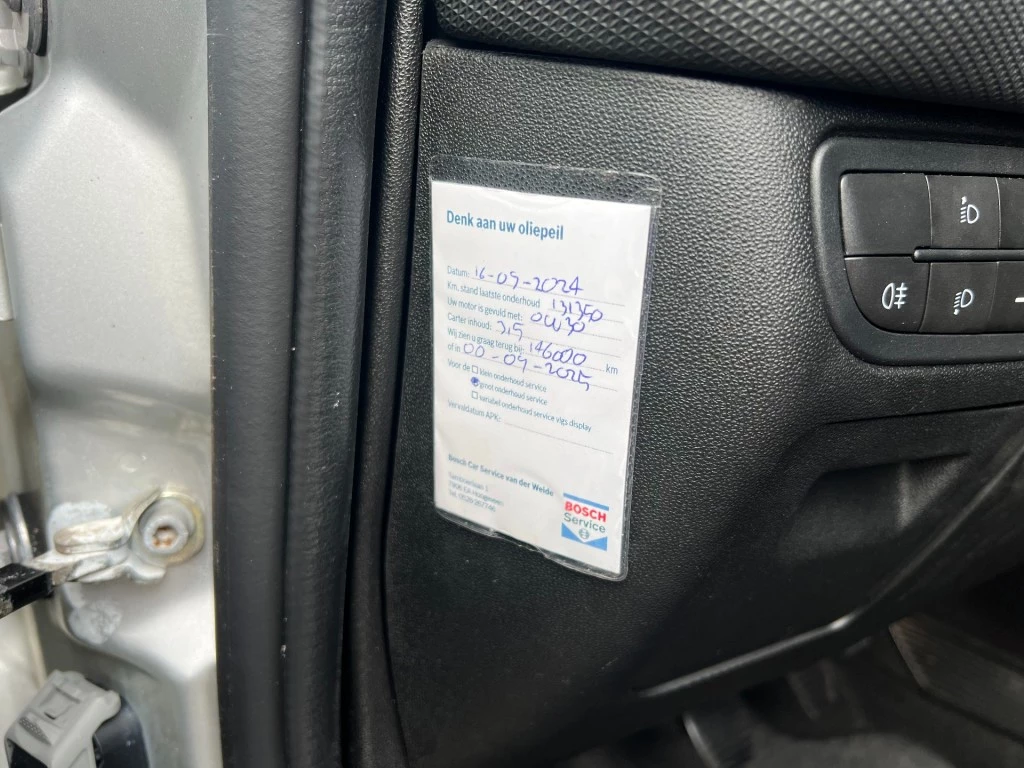 Denk aan uw oliepeil
Datum: 16-09-2024
Km. stand laatste onderhoud 131350
Uw motor is gevuld met: 0W30
Carter inhoud: 3,5
Wij zien u graag terug bij: 146000 km
of in 00-09-2025
Voor de klein onderhoud service
groot onderhoud service
variabel onderhoud service vlgs display
Vervaldatum APK:
Bosch Car Service van der Weide
Hoogeveen
BOSCH
Service